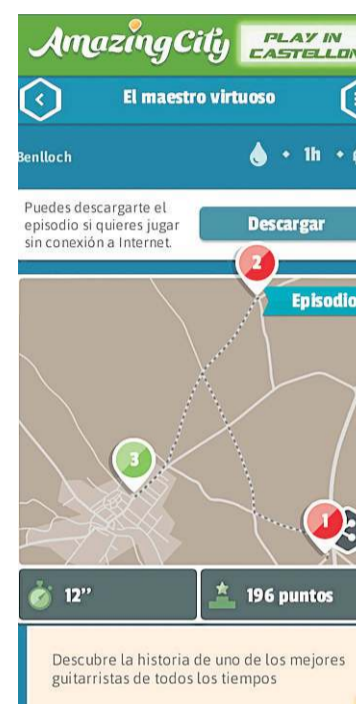 AmazingCity
PLAY IN
CASTELLON
El maestro virtuoso
Benlloch
1h
Puedes descargarte el
episodio si quieres jugar
sin conexión a Internet.
Descargar
2
Episodio
3
1
12’’
196 puntos
Descubre la historia de uno de los mejores
guitarristas de todos los tiempos